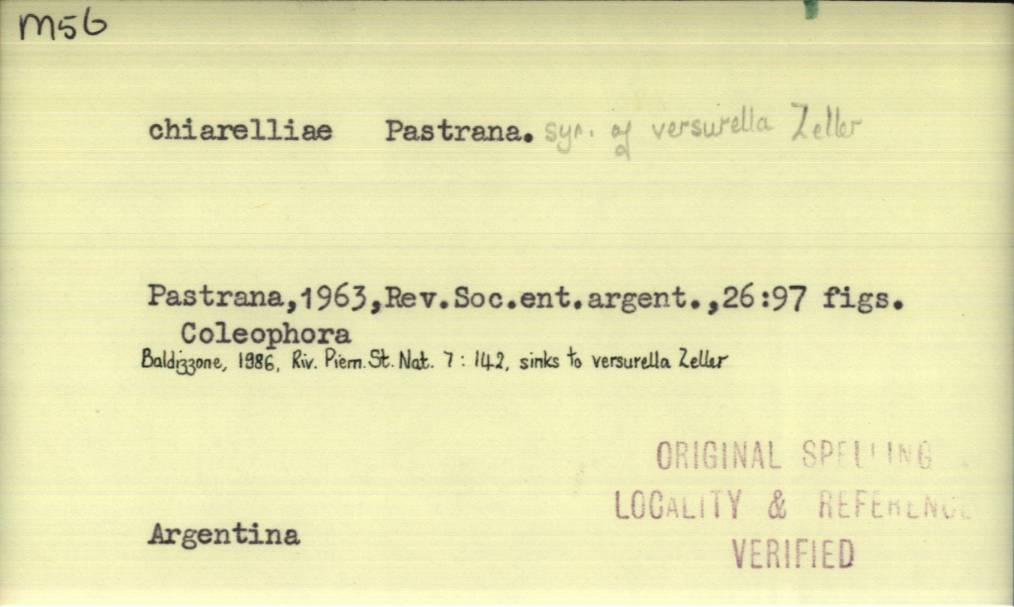 M56
chiarelliae Pastrana. syn. of versurella Zeller
Pastrana,1963,Rev.Soc.ent.argent.,26:97 figs.
Coleophora
Baldizzone, 1986, Riv. Piem. St. Nat. 7 : 142, sinks to versurella Zeller
ORIGINAL SPELLING
LOCALITY & REFERENCE
VERIFIED
Argentina